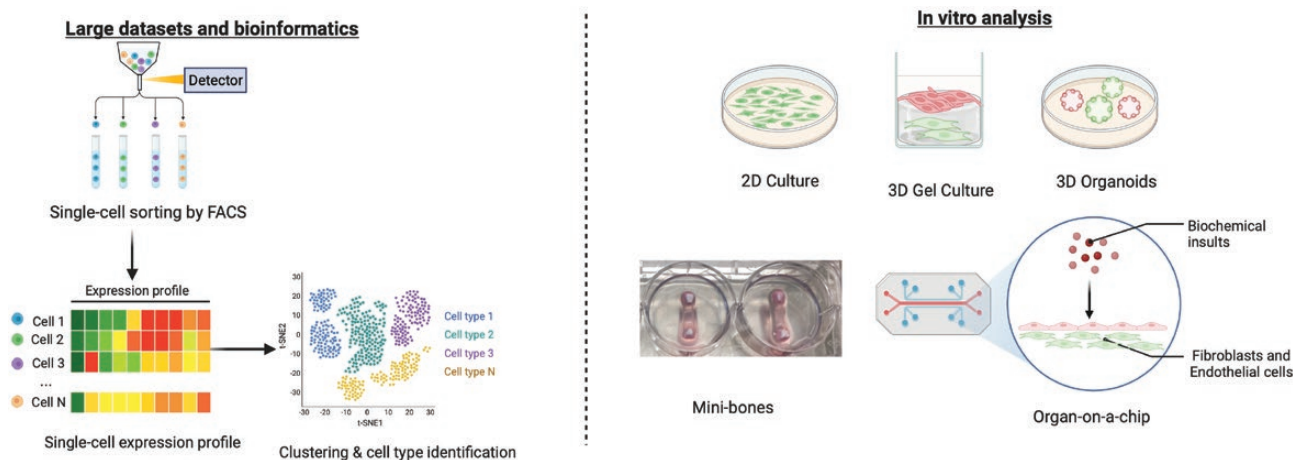 Large datasets and bioinformatics
Detector
Single-cell sorting by FACS
Expression profile
Cell 1
Cell 2
Cell 3
...
Cell N
Single-cell expression profile
30
20
10
0
-10
-20
-30
t-SNE2
-30 -20 -10 0 10 20 30
t-SNE1
Cell type 1
Cell type 2
Cell type 3
Cell type N
Clustering & cell type identification
In vitro analysis
2D Culture
3D Gel Culture
3D Organoids
Mini-bones
Biochemical
insults
Fibroblasts and
Endothelial cells
Organ-on-a-chip